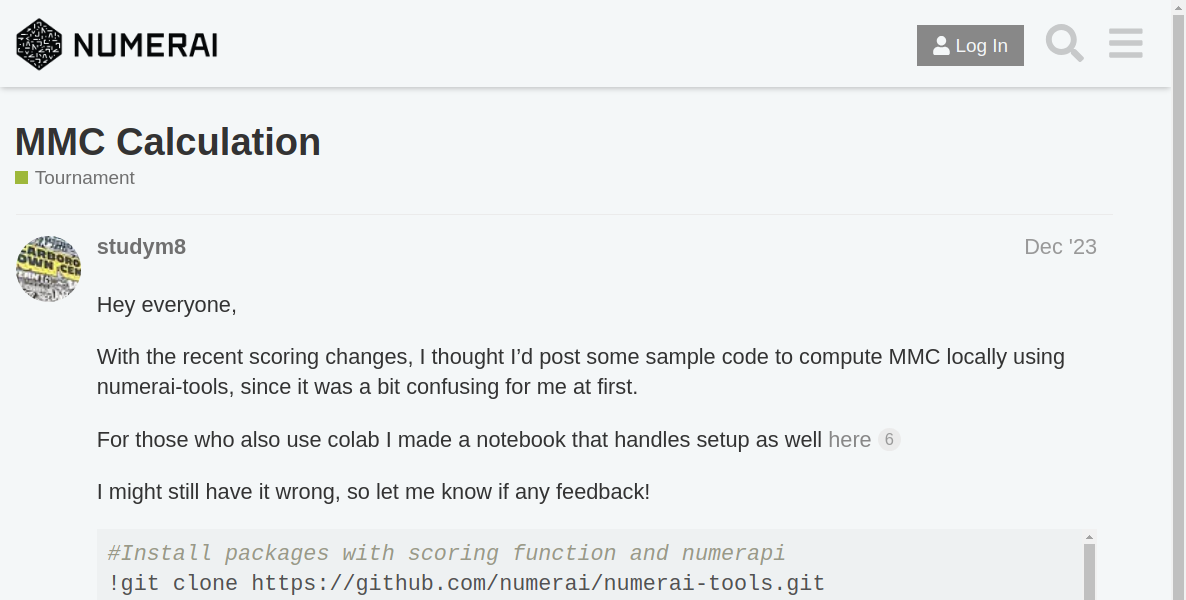 NUMERAI
Log In
MMC Calculation
Tournament
studym8
Dec '23
Hey everyone,
With the recent scoring changes, I thought I’d post some sample code to compute MMC locally using
numerai-tools, since it was a bit confusing for me at first.
For those who also use colab I made a notebook that handles setup as well here 6
I might still have it wrong, so let me know if any feedback!
#Install packages with scoring function and numerapi
!git clone https://github.com/numerai/numerai-tools.git